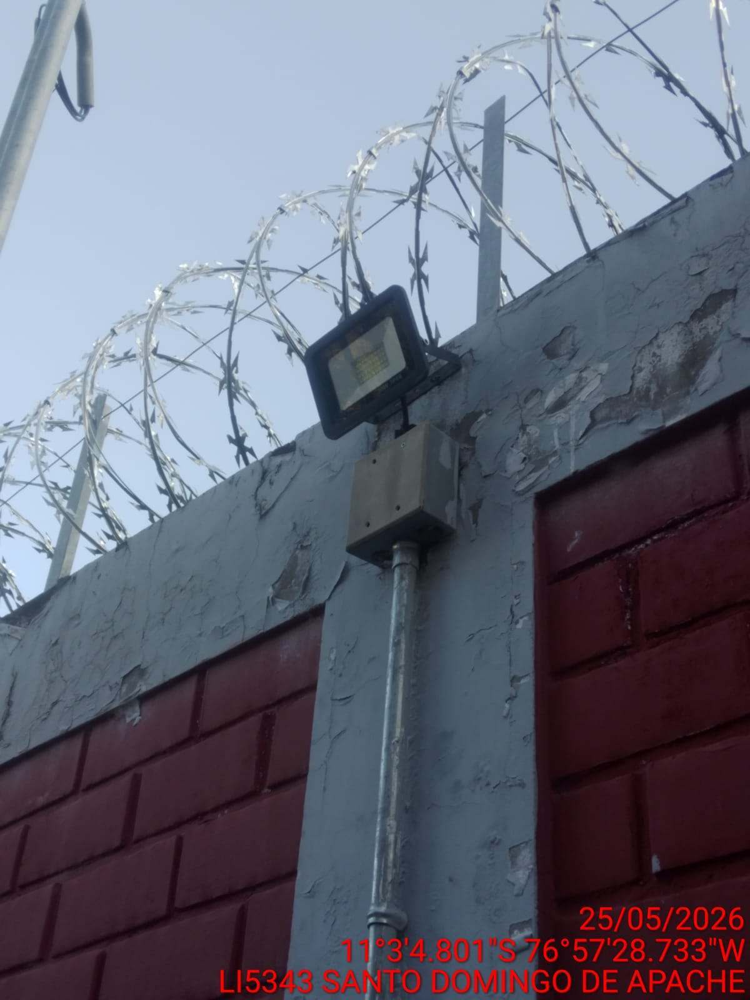 25/05/2026
11°3'4.801"S 76°57'28.733"W
LI5343 SANTO DOMINGO DE APACHE